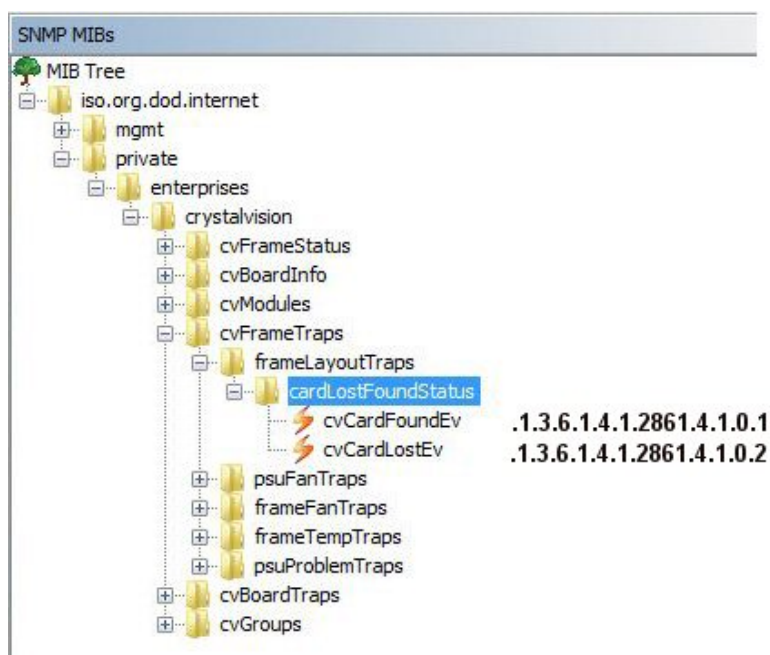 SNMP MIBs
MIB Tree
iso.org.dod.internet
mgmt
private
enterprises
crystalvision
cvFrameStatus
cvBoardInfo
cvModules
cvFrameTraps
frameLayoutTraps
cardLostFoundStatus
cvCardFoundEv .1.3.6.1.4.1.2861.4.1.0.1
cvCardLostEv .1.3.6.1.4.1.2861.4.1.0.2
psuFanTraps
frameFanTraps
frameTempTraps
psuProblemTraps
cvBoardTraps
cvGroups